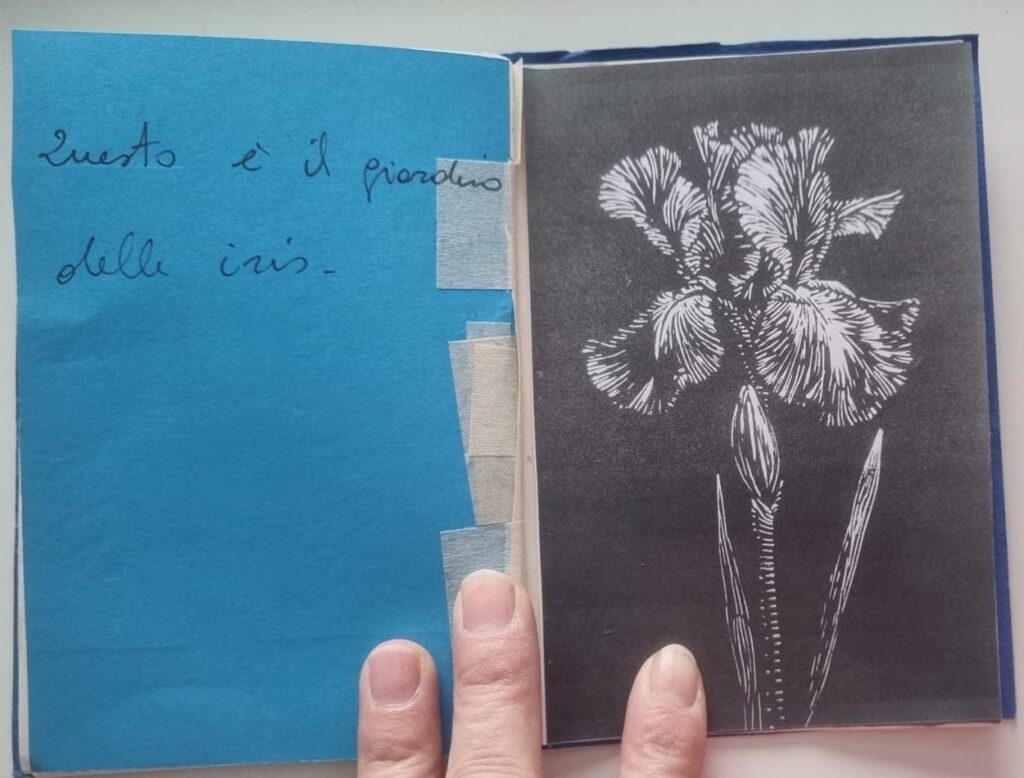 Questo è il giardino
delle iris.